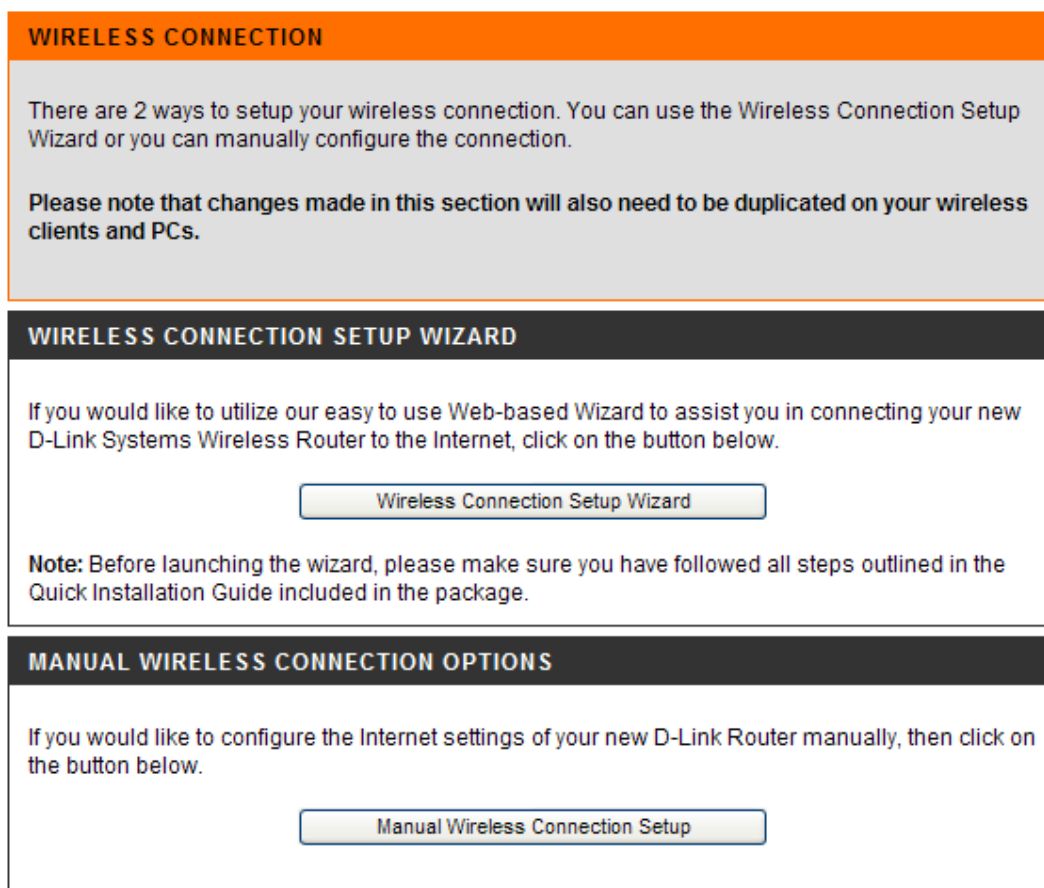 WIRELESS CONNECTION
There are 2 ways to setup your wireless connection. You can use the Wireless Connection Setup
Wizard or you can manually configure the connection.
Please note that changes made in this section will also need to be duplicated on your wireless
clients and PCs.
WIRELESS CONNECTION SETUP WIZARD
If you would like to utilize our easy to use Web-based Wizard to assist you in connecting your new
D-Link Systems Wireless Router to the Internet, click on the button below.
Wireless Connection Setup Wizard
Note: Before launching the wizard, please make sure you have followed all steps outlined in the
Quick Installation Guide included in the package.
MANUAL WIRELESS CONNECTION OPTIONS
If you would like to configure the Internet settings of your new D-Link Router manually, then click on
the button below.
Manual Wireless Connection Setup